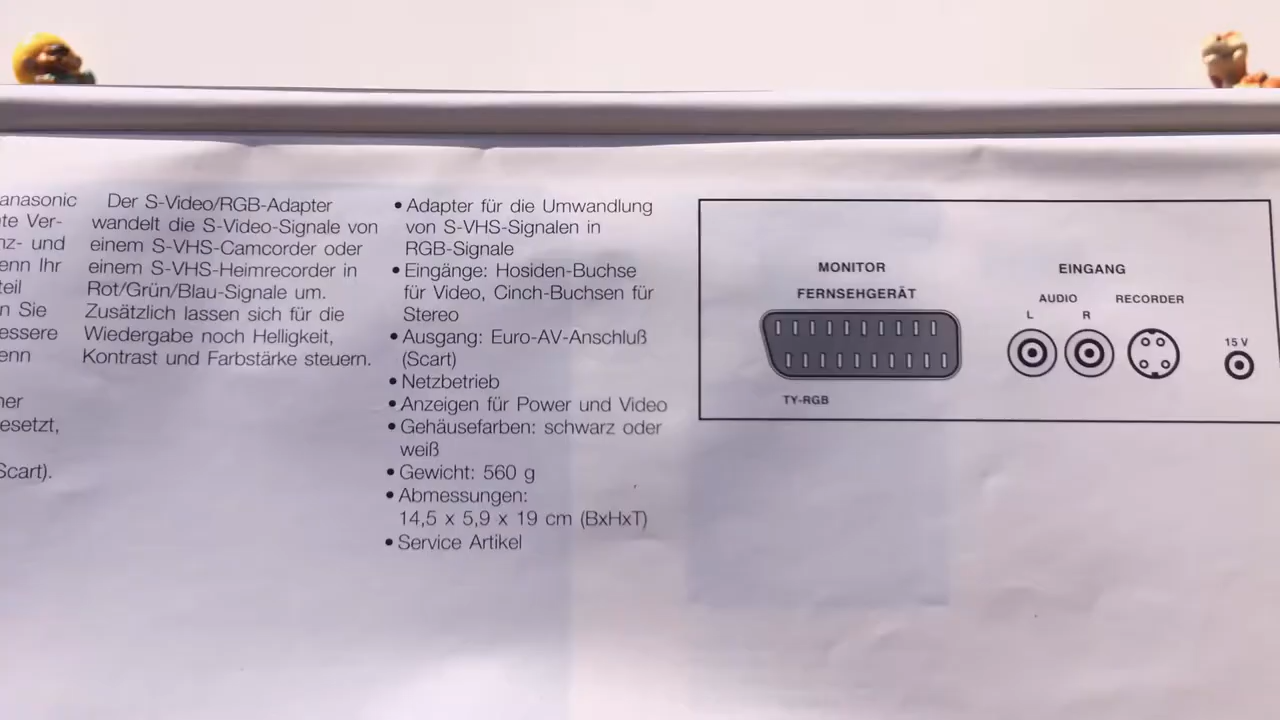 anasonic
te Ver-
nz- und
enn Ihr
teil
n Sie
essere
enn
ner
esetzt,
Scart).
Der S-Video/RGB-Adapter
wandelt die S-Video-Signale von
einem S-VHS-Camcorder oder
einem S-VHS-Heimrecorder in
Rot/Grün/Blau-Signale um.
Zusätzlich lassen sich für die
Wiedergabe noch Helligkeit,
Kontrast und Farbstärke steuern.
• Adapter für die Umwandlung
von S-VHS-Signalen in
RGB-Signale
• Eingänge: Hosiden-Buchse
für Video, Cinch-Buchsen für
Stereo
• Ausgang: Euro-AV-Anschluß
(Scart)
• Netzbetrieb
• Anzeigen für Power und Video
• Gehäusefarben: schwarz oder
weiß
• Gewicht: 560 g
• Abmessungen:
14,5 x 5,9 x 19 cm (BxHxT)
• Service Artikel
MONITOR
FERNSEHGERÄT
TY-RGB
EINGANG
AUDIO RECORDER
L R
15 V